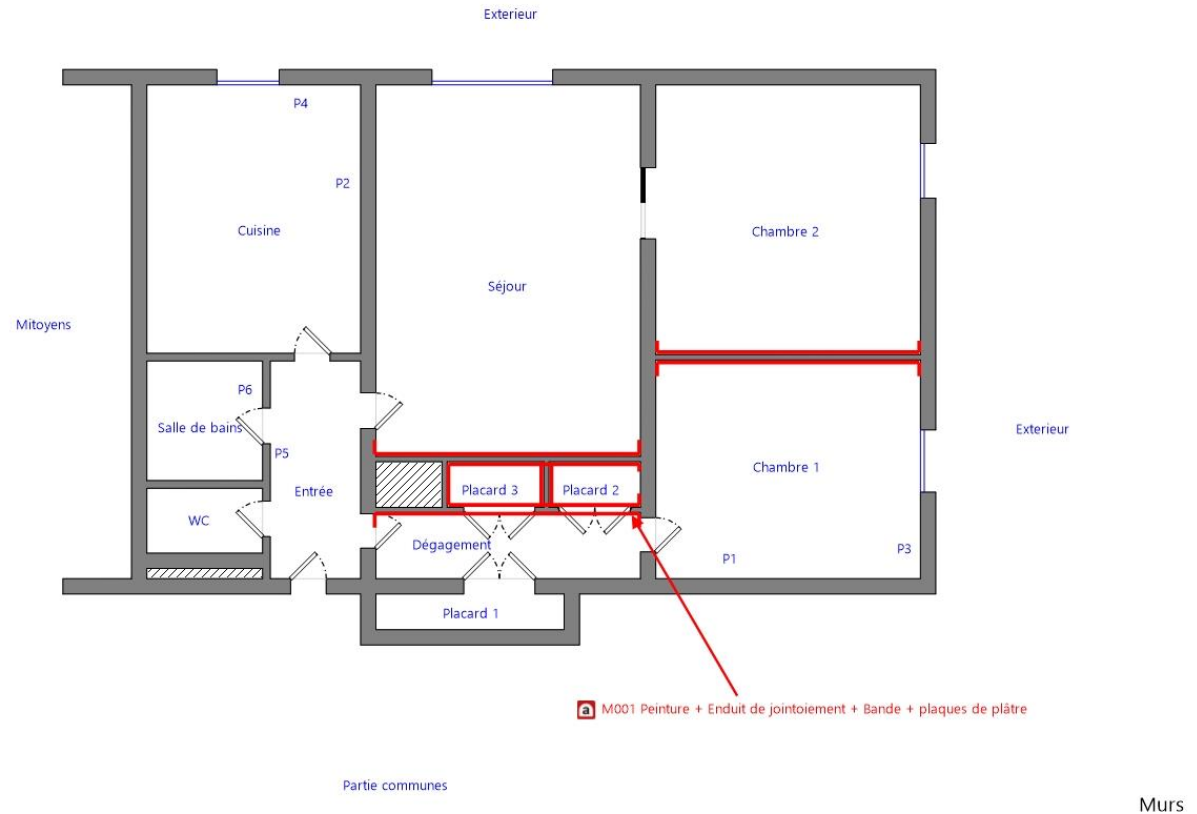 Exterieur
P4
P2
Cuisine
Chambre 2
Séjour
Mitoyens
P6
Salle de bains
Exterieur
P5
Chambre 1
Entrée
Placard 3
Placard 2
WC
Dégagement
P3
P1
Placard 1
a M001 Peinture + Enduit de jointoiement + Bande + plaques de plâtre
Partie communes
Murs